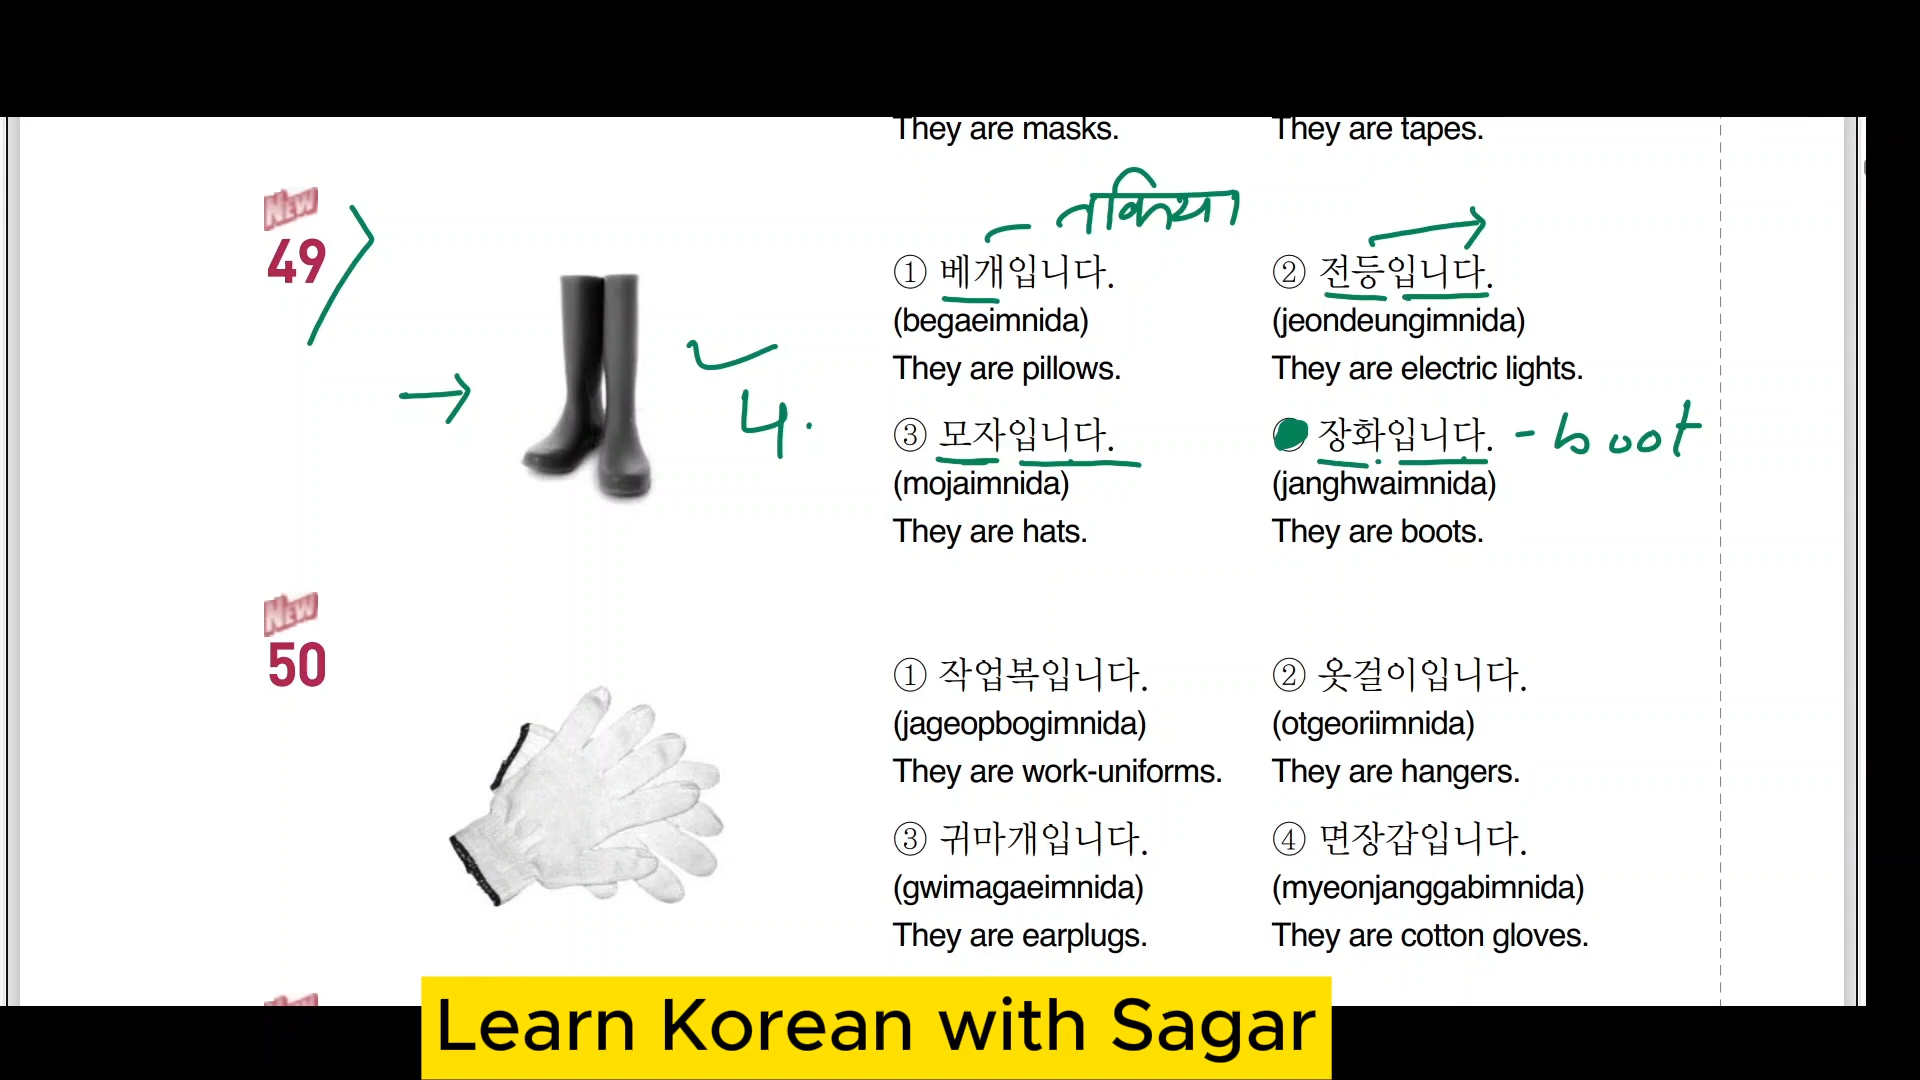 They are masks. They are tapes.
New
49
तकिया
① 베개입니다. ② 전등입니다.
(begaeimnida) (jeondeungimnida)
They are pillows. They are electric lights.
4.
③ 모자입니다. 장화입니다. - boot
(mojaimnida) (janghwaimnida)
They are hats. They are boots.
New
50
① 작업복입니다. ② 옷걸이입니다.
(jageopbogimnida) (otgeoriimnida)
They are work-uniforms. They are hangers.
③ 귀마개입니다. ④ 면장갑입니다.
(gwimagaeimnida) (myeonjanggabimnida)
They are earplugs. They are cotton gloves.
New
Learn Korean with Sagar